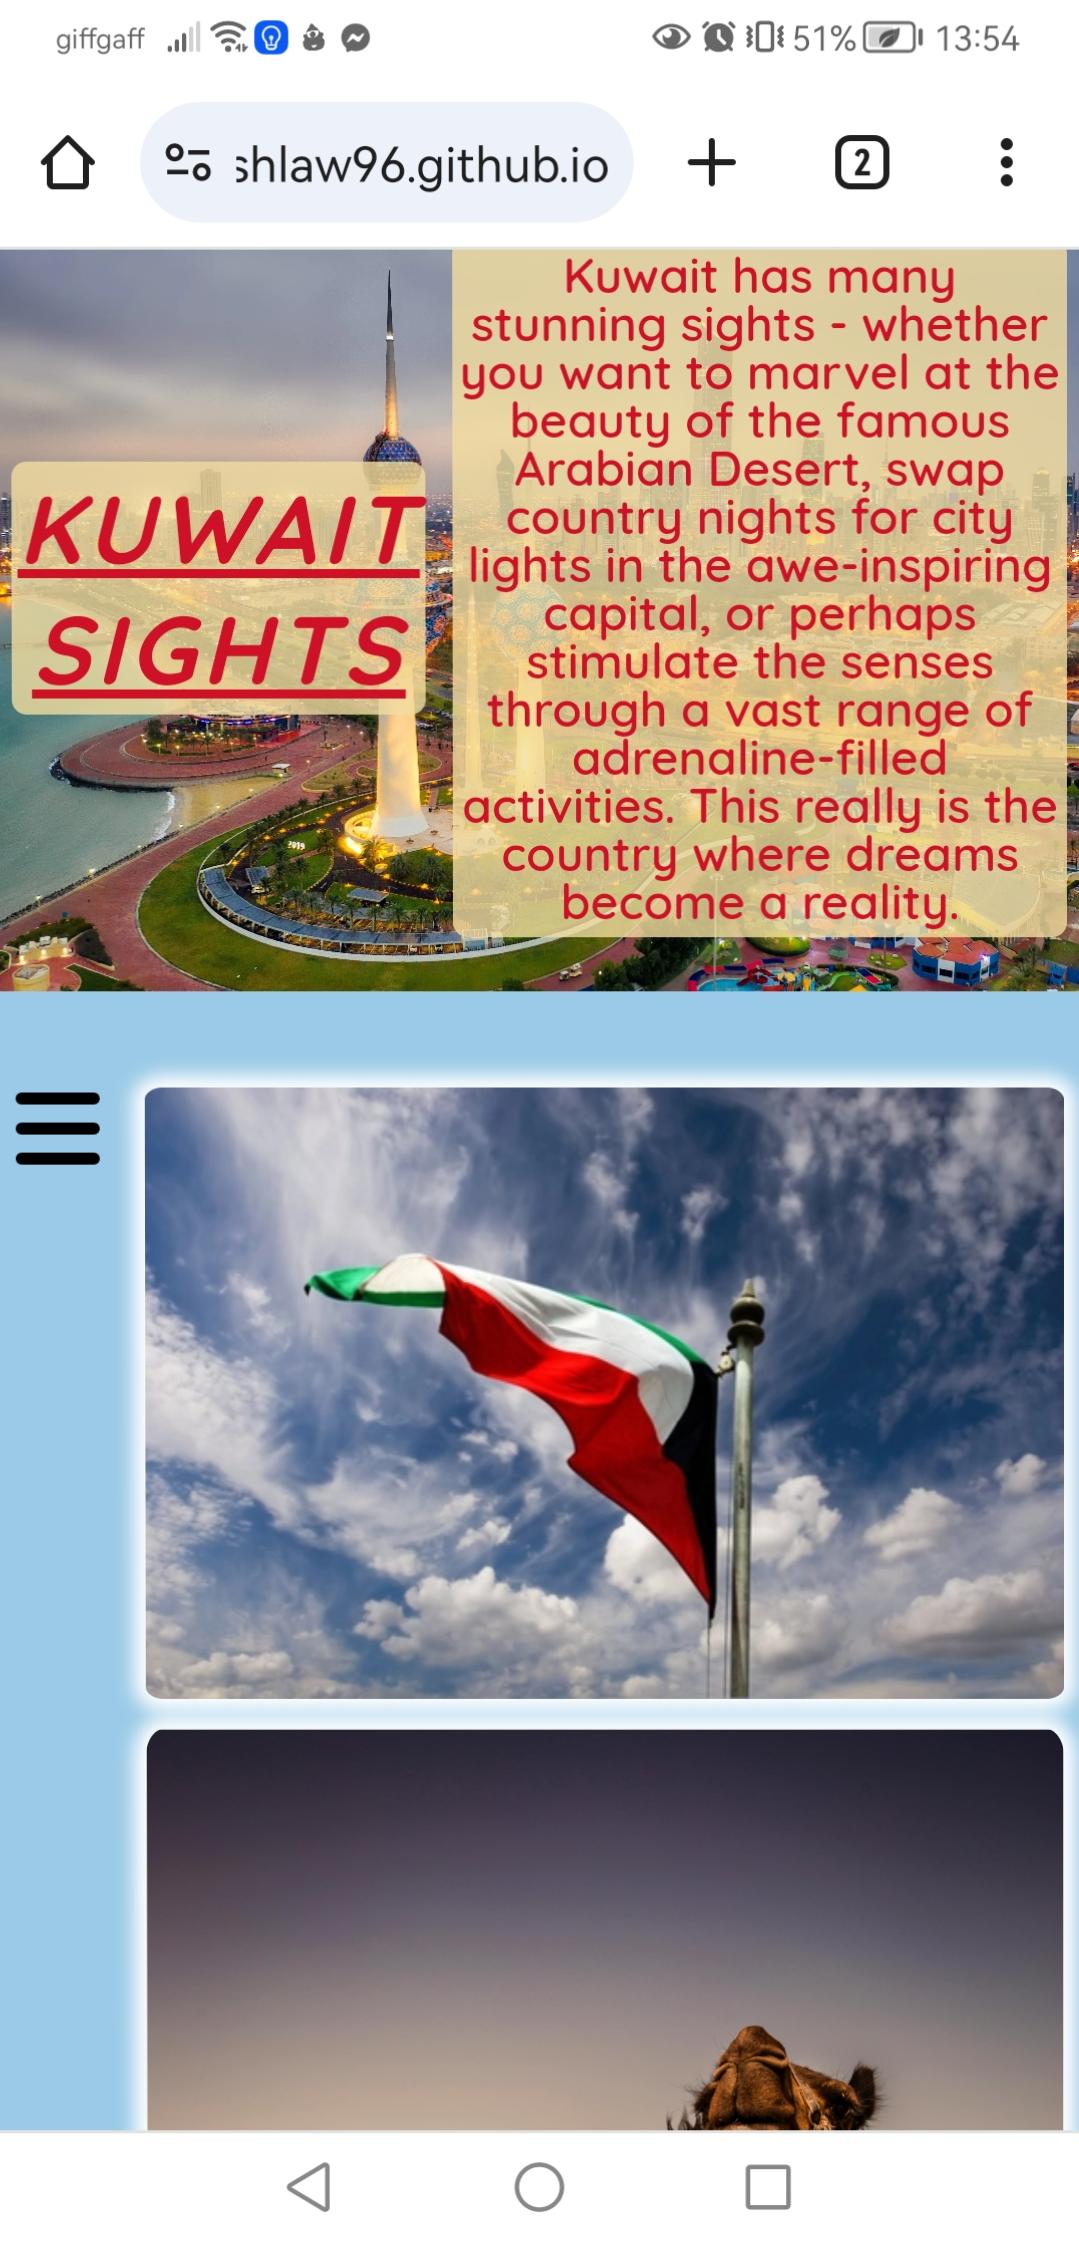 giffgaff 51% 13:54
shlaw96.github.io 2
KUWAIT
SIGHTS
Kuwait has many
stunning sights - whether
you want to marvel at the
beauty of the famous
Arabian Desert, swap
country nights for city
lights in the awe-inspiring
capital, or perhaps
stimulate the senses
through a vast range of
adrenaline-filled
activities. This really is the
country where dreams
become a reality.
2019